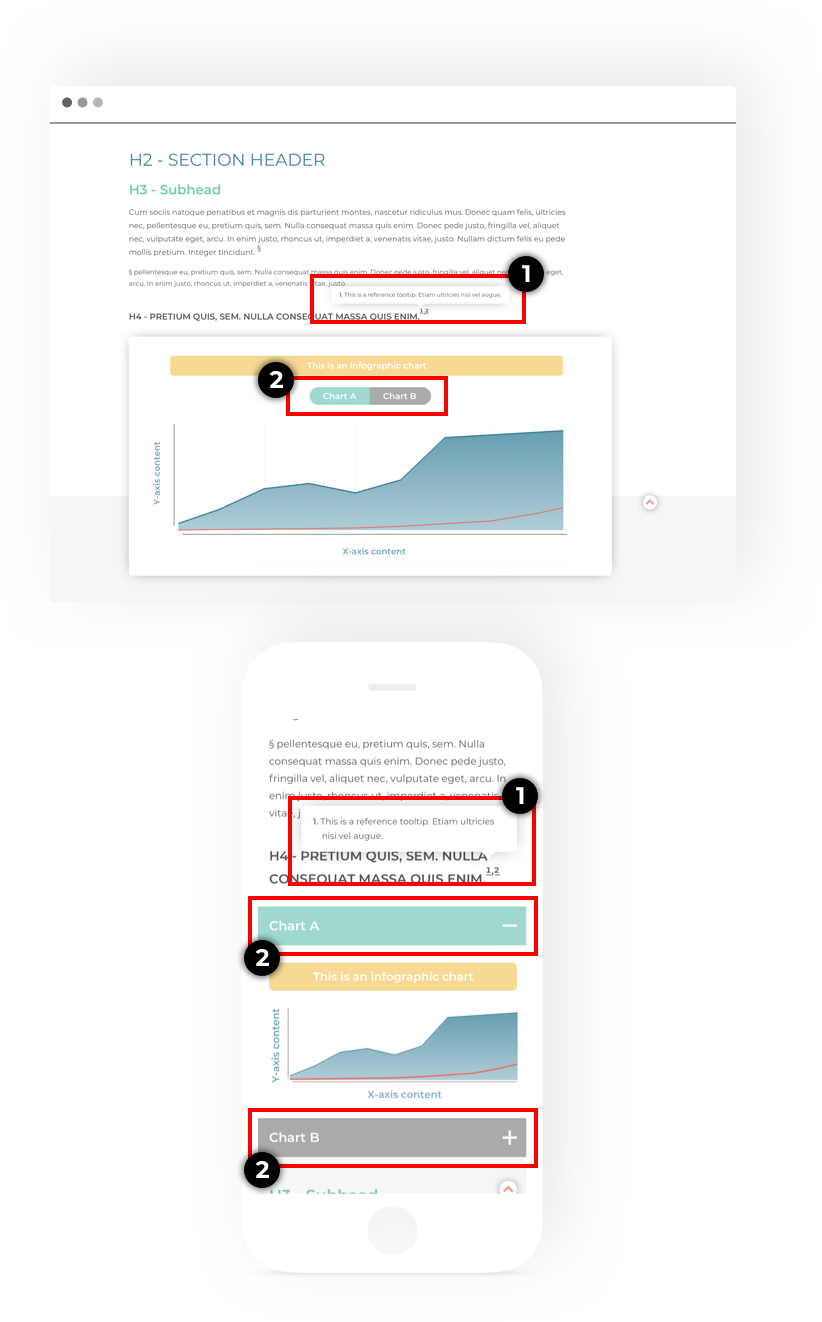 H2 - SECTION HEADER
H3 - Subhead
Cum sociis natoque penatibus et magnis dis parturient montes, nascetur ridiculus mus. Donec quam felis, ultricies
nec, pellentesque eu, pretium quis, sem. Nulla consequat massa quis enim. Donec pede justo, fringilla vel, aliquet
nec, vulputate eget, arcu. In enim justo, rhoncus ut, imperdiet a, venenatis vitae, justo. Nullam dictum felis eu pede
mollis pretium. Integer tincidunt. §
§ pellentesque eu, pretium quis, sem. Nulla consequat massa quis enim. Donec pede justo, fringilla vel, aliquet eget,
1
arcu. In enim justo, rhoncus ut, imperdiet a, venenatis vitae, justo.
1. This is a reference tooltip. Etiam ultricies nisi vel augue.
H4 - PRETIUM QUIS, SEM. NULLA CONSEQUAT MASSA QUIS ENIM.1,2
This is an infographic chart
2
Chart A Chart B
Y-axis content
X-axis content
§ pellentesque eu, pretium quis, sem. Nulla
consequat massa quis enim. Donec pede justo,
fringilla vel, aliquet nec, vulputate eget, arcu. In
enim justo, rhoncus ut, imperdiet a, venenatis
1
1. This is a reference tooltip. Etiam ultricies
nisi vel augue.
H4 - PRETIUM QUIS, SEM. NULLA
CONSEQUAT MASSA QUIS ENIM.1,2
Chart A
2
This is an infographic chart
Y-axis content
X-axis content
Chart B
2
H3 - Subhead